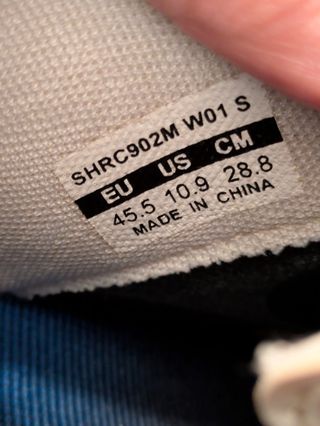 SHRC902M W01 S
EU US CM
45.5 10.9 28.8
MADE IN CHINA